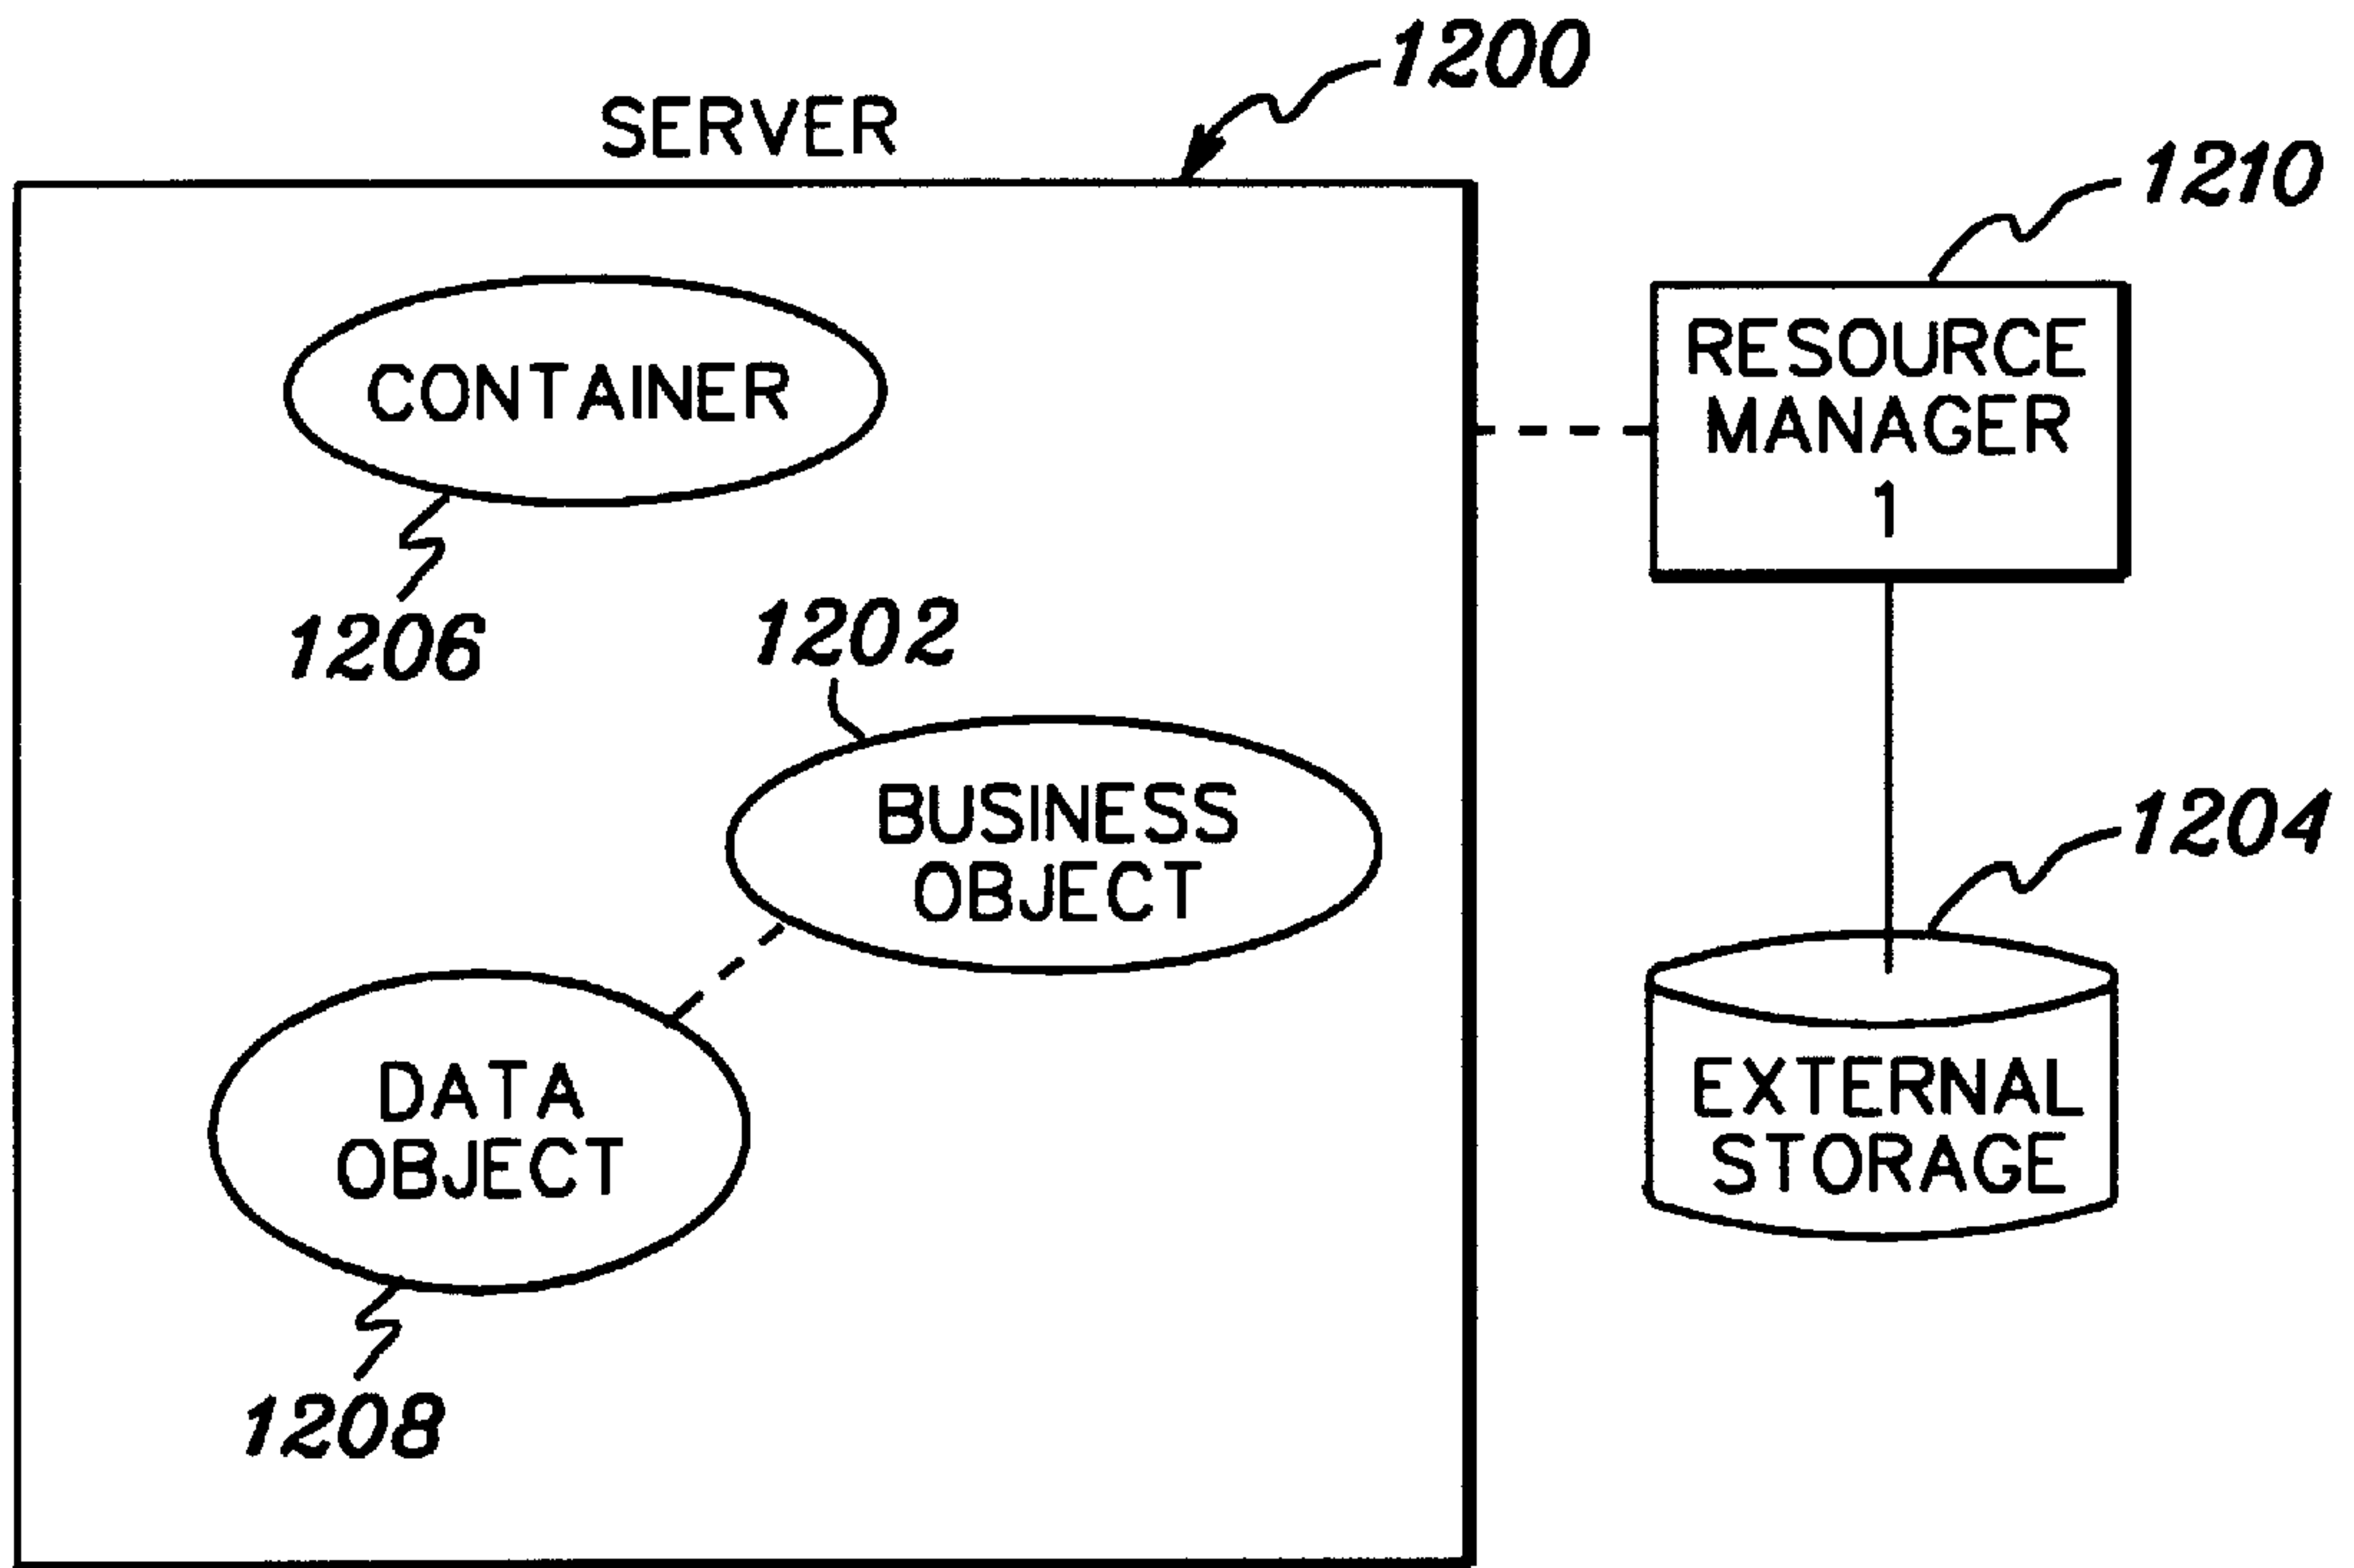 1200
SERVER
1210
RESOURCE
MANAGER
1
CONTAINER
1206
1202
BUSINESS
OBJECT
1204
EXTERNAL
STORAGE
DATA
OBJECT
1208